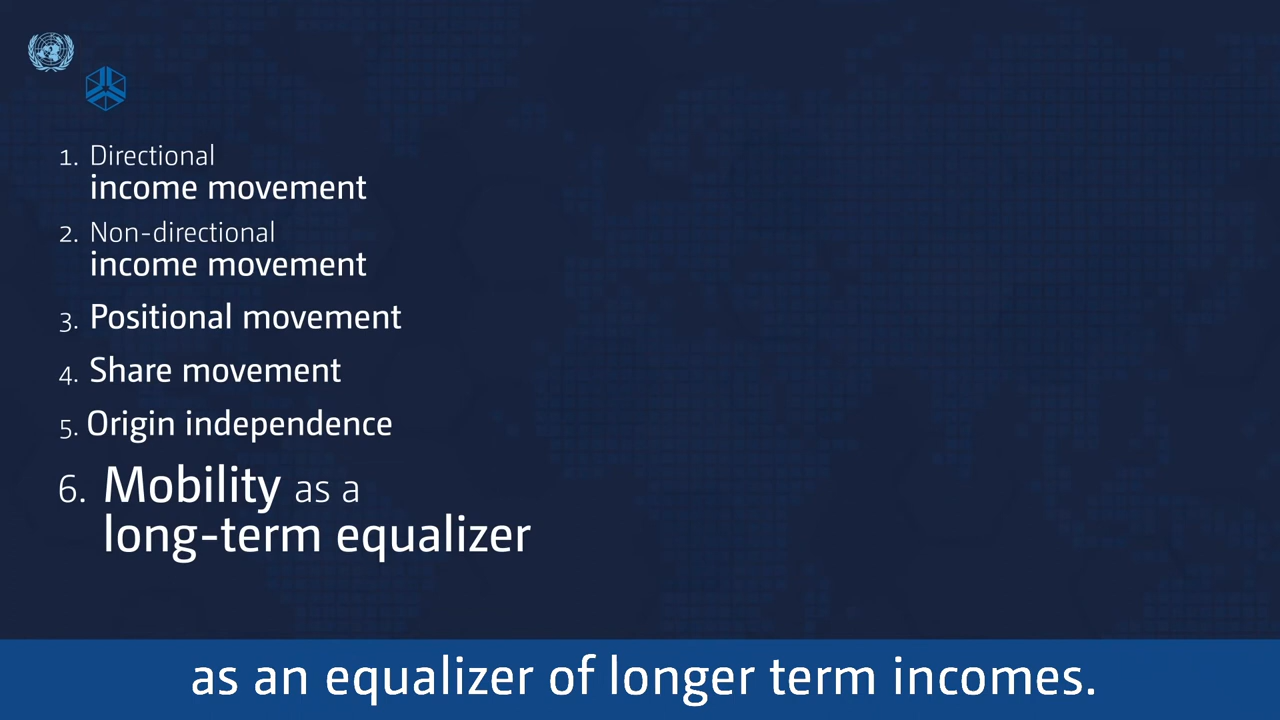 1. Directional
income movement
2. Non-directional
income movement
3. Positional movement
4. Share movement
5. Origin independence
6. Mobility as a
long-term equalizer
as an equalizer of longer term incomes.